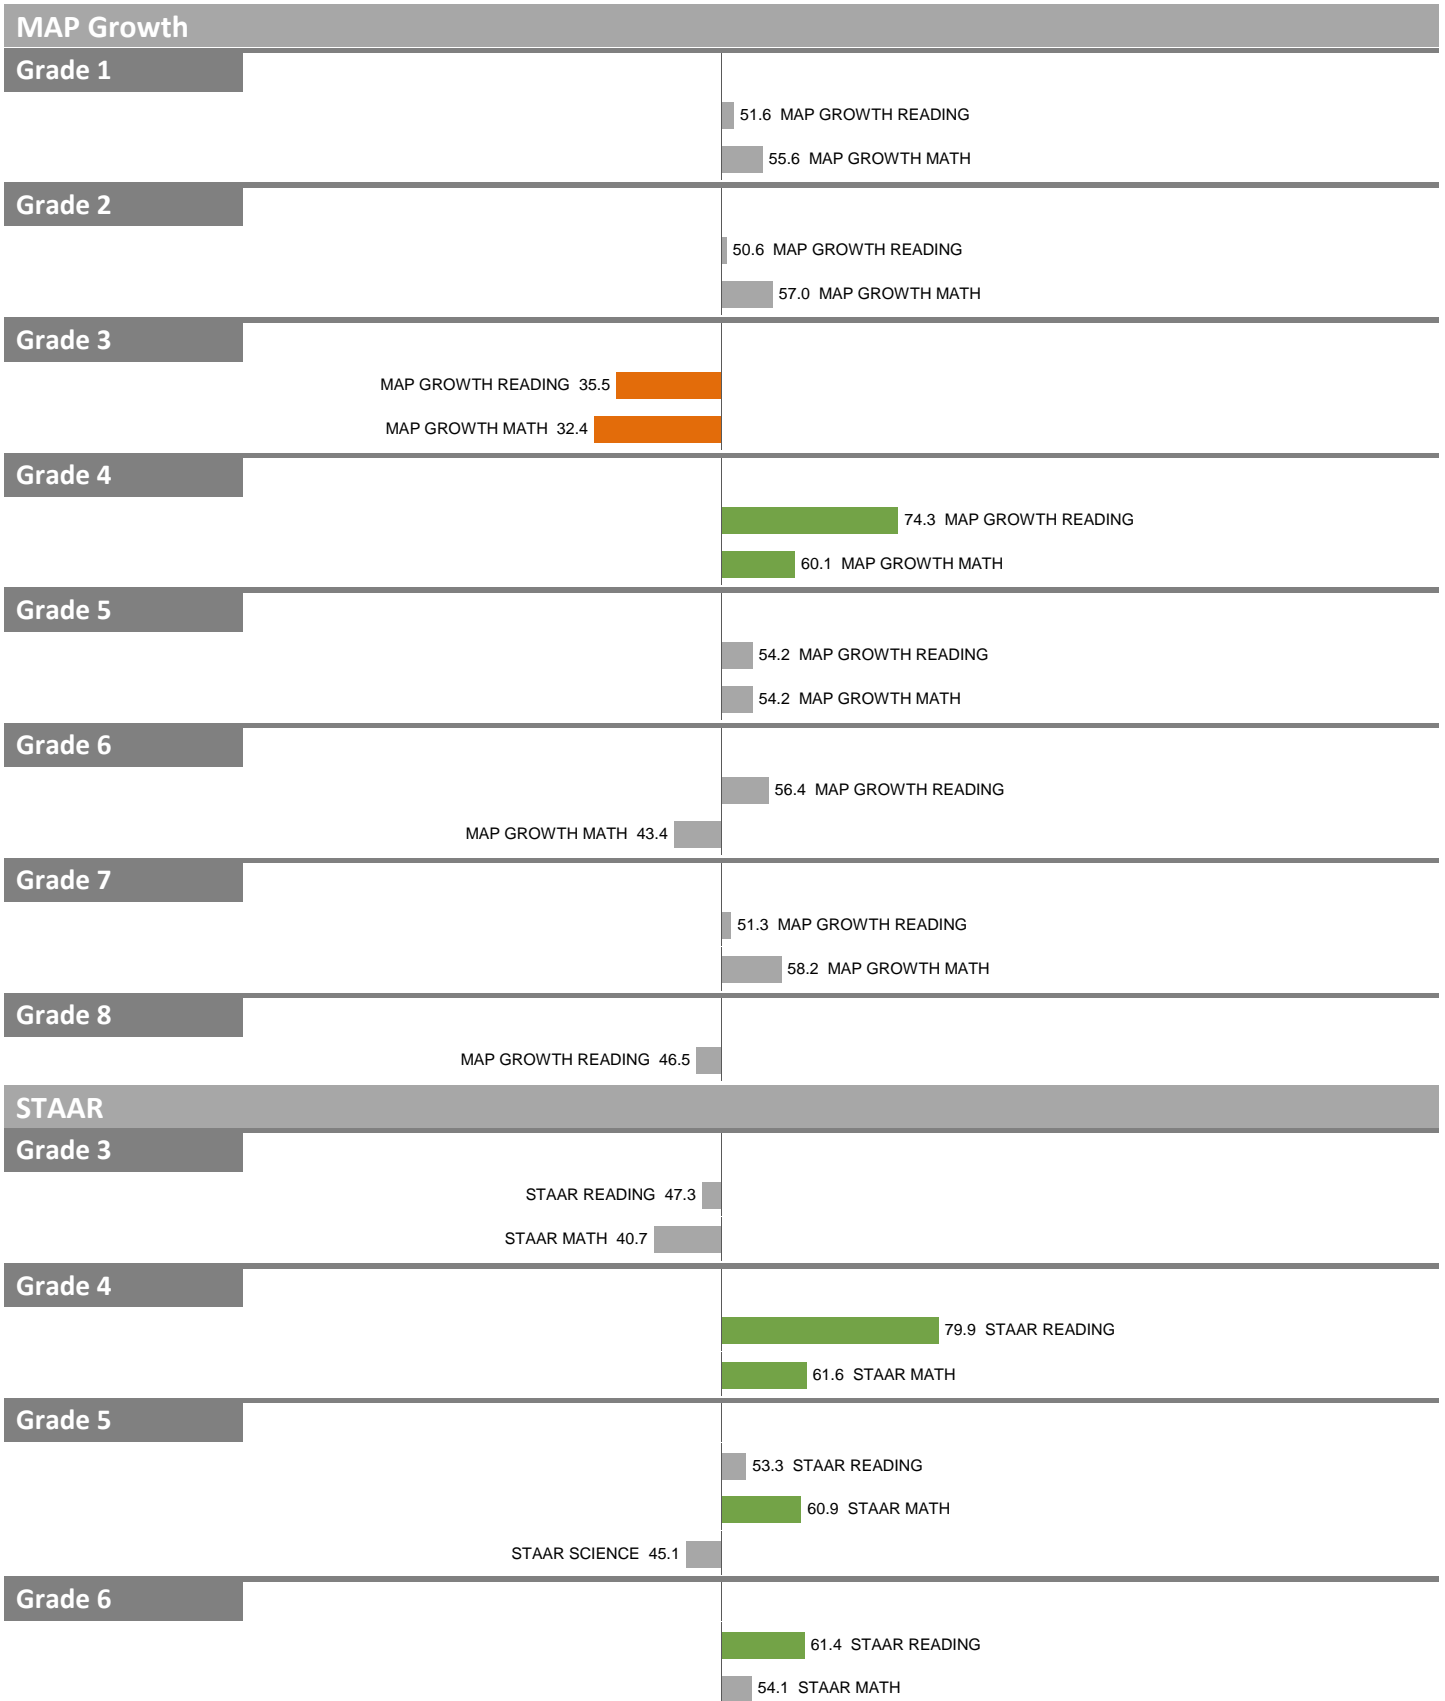 MAP Growth
Grade 1
51.6 MAP GROWTH READING
55.6 MAP GROWTH MATH
Grade 2
50.6 MAP GROWTH READING
57.0 MAP GROWTH MATH
Grade 3
MAP GROWTH READING 35.5
MAP GROWTH MATH 32.4
Grade 4
74.3 MAP GROWTH READING
60.1 MAP GROWTH MATH
Grade 5
54.2 MAP GROWTH READING
54.2 MAP GROWTH MATH
Grade 6
56.4 MAP GROWTH READING
MAP GROWTH MATH 43.4
Grade 7
51.3 MAP GROWTH READING
58.2 MAP GROWTH MATH
Grade 8
MAP GROWTH READING 46.5
STAAR
Grade 3
STAAR READING 47.3
STAAR MATH 40.7
Grade 4
79.9 STAAR READING
61.6 STAAR MATH
Grade 5
53.3 STAAR READING
60.9 STAAR MATH
STAAR SCIENCE 45.1
Grade 6
61.4 STAAR READING
54.1 STAAR MATH